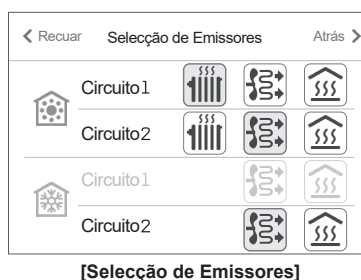 Recuar Selecção de Emissores Atrás
Circuito1
Circuito2
Circuito1
Circuito2
[Selecção de Emissores]